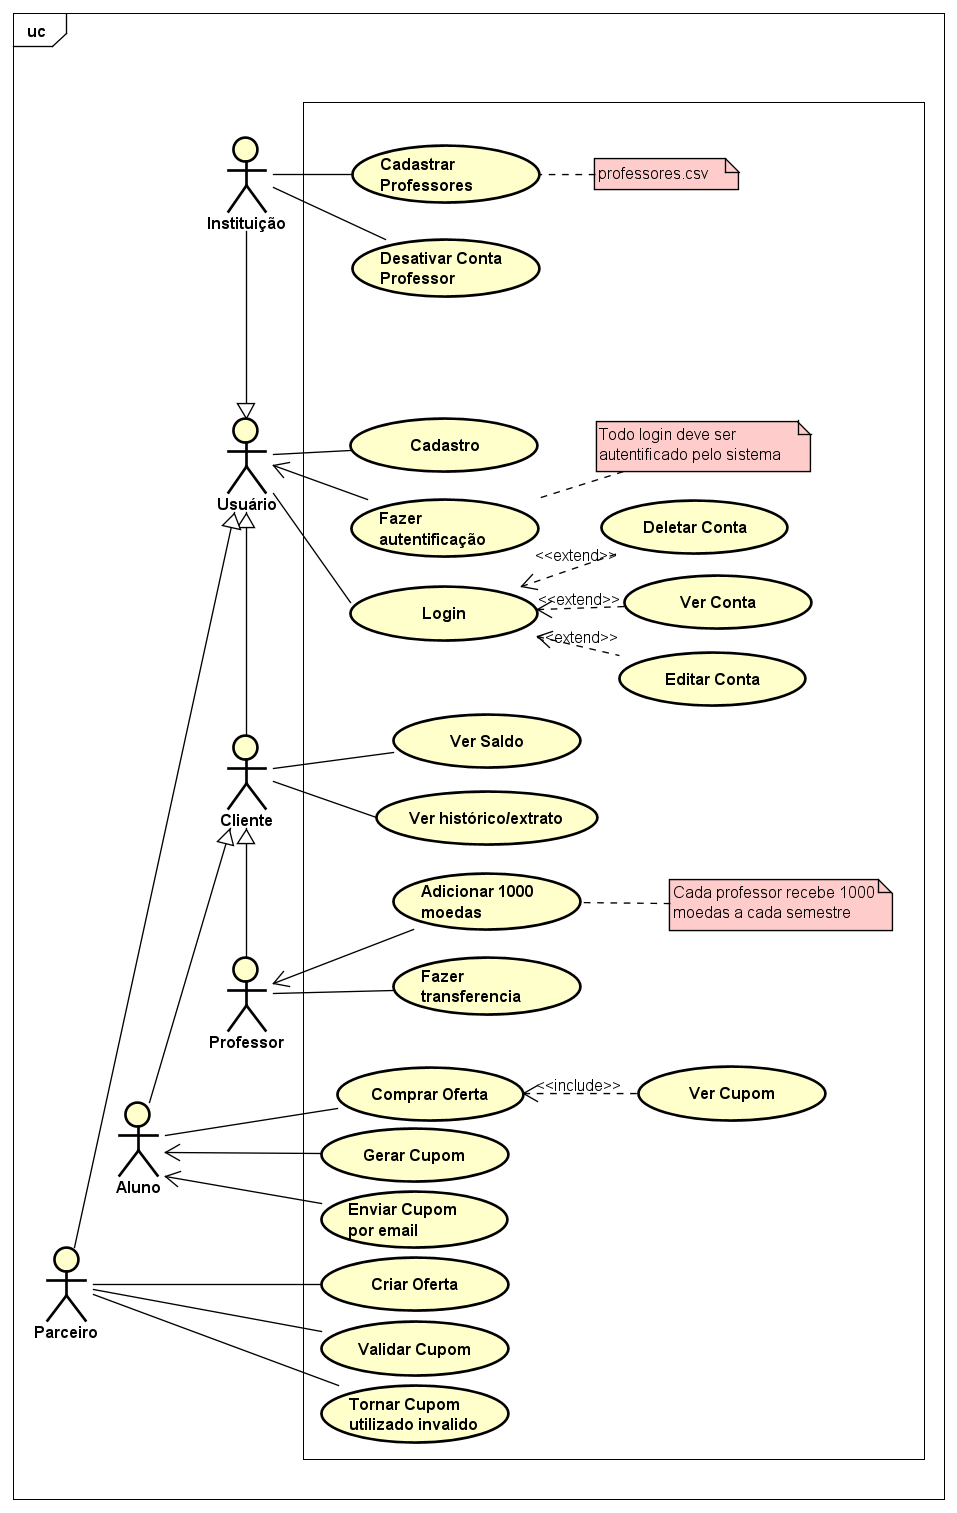 uc
Cadastrar
Professores
professores.csv
Instituição
Desativar Conta
Professor
Cadastro
Todo login deve ser
autentificado pelo sistema
Usuário
Fazer
autentificação
Deletar Conta
<<extend>>
Login
<<extend>>
Ver Conta
<<extend>>
Editar Conta
Ver Saldo
Cliente
Ver histórico/extrato
Adicionar 1000
moedas
Cada professor recebe 1000
moedas a cada semestre
Fazer
transferencia
Professor
Comprar Oferta
<<include>>
Ver Cupom
Gerar Cupom
Aluno
Enviar Cupom
por email
Criar Oferta
Parceiro
Validar Cupom
Tornar Cupom
utilizado invalido